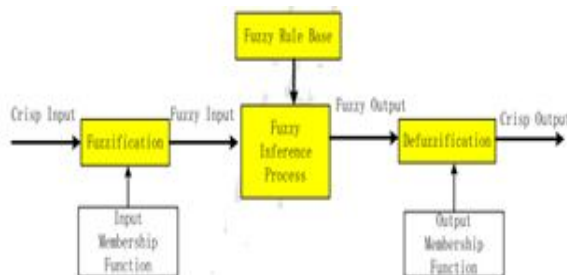 Fuzzy Rule Base
Crisp Input
Fuzzy Input
Fuzzy Output
Crisp Output
Fuzzification
Fuzzy
Inference
Process
Defuzzification
Input
Membership
Function
Output
Membership
Function